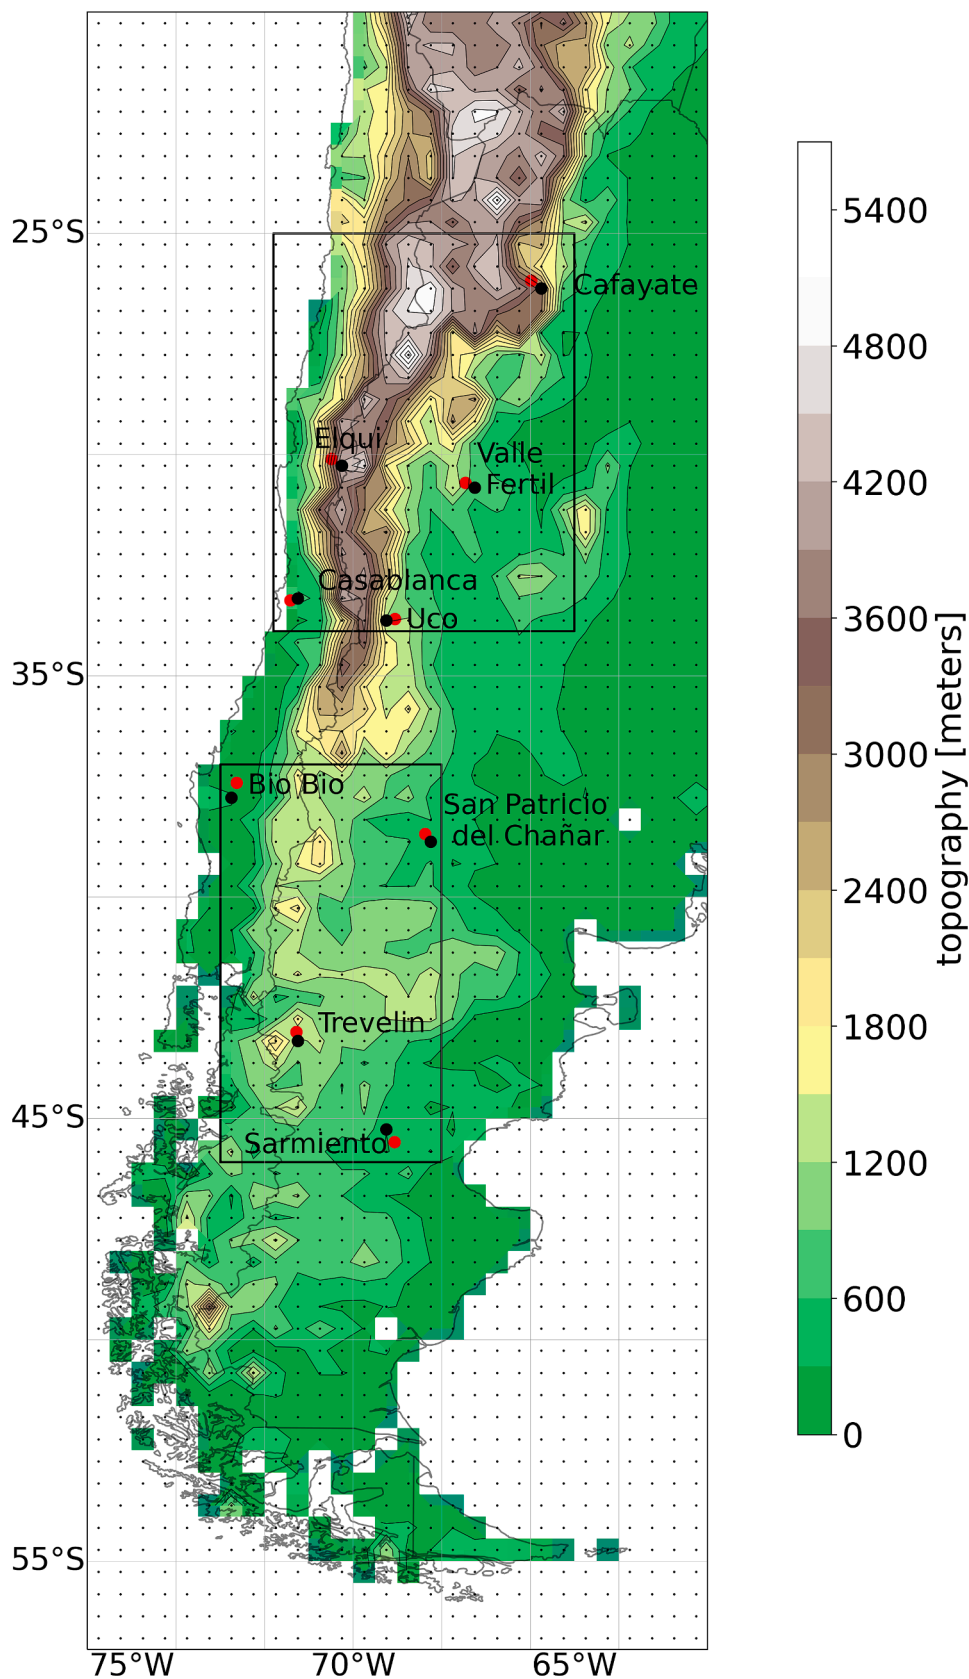 25°S
35°S
45°S
55°S
75°W
70°W
65°W
Cafayate
Elqui
Valle
Fertil
Casablanca
Uco
Bio Bio
San Patricio
del Chañar
Trevelin
Sarmiento
5400
4800
4200
3600
3000
2400
1800
1200
600
0
topography [meters]